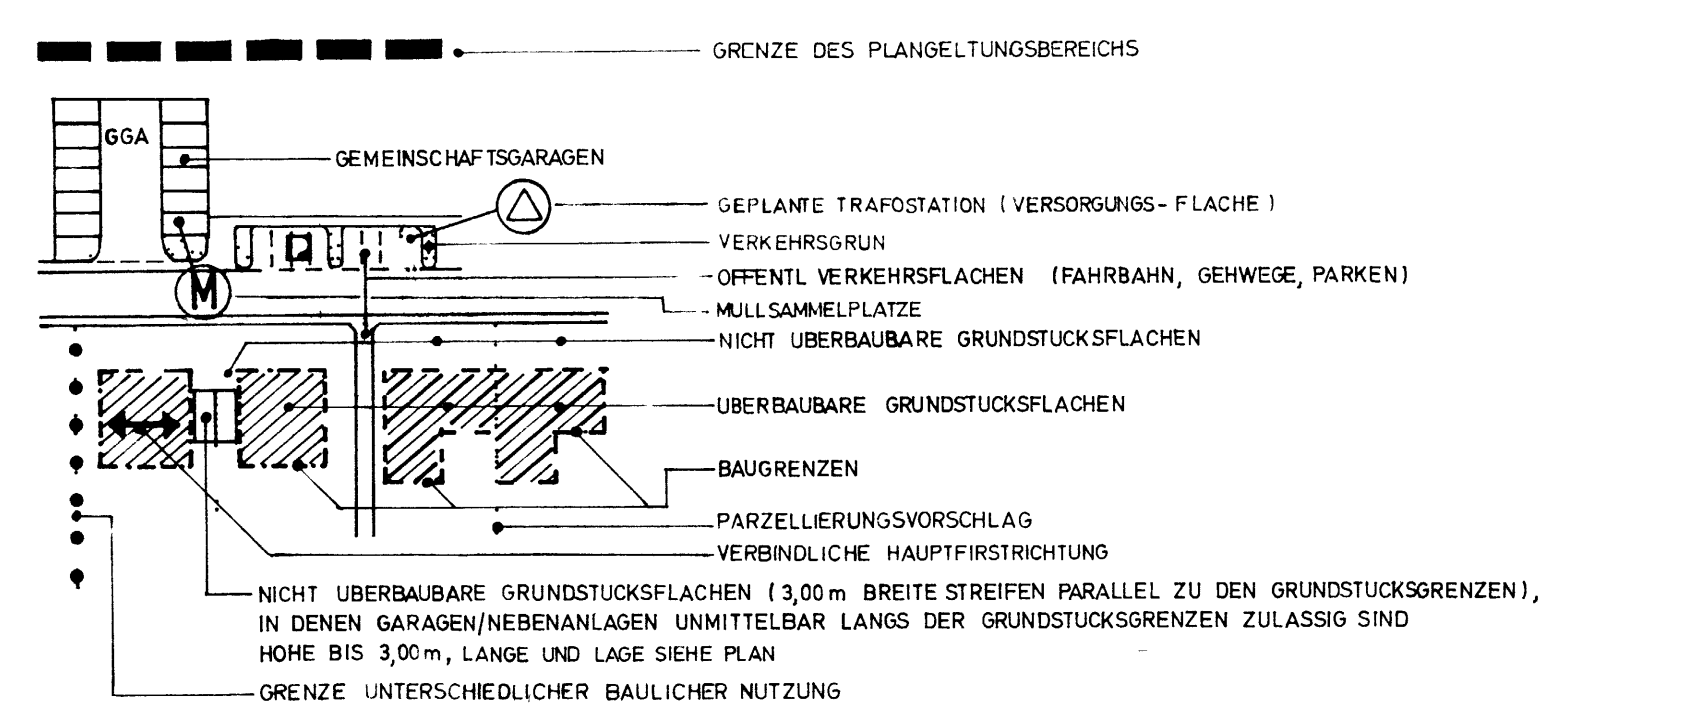 GRENZE DES PLANGELTUNGSBEREICHS
GGA
GEMEINSCHAFTSGARAGEN
GEPLANTE TRAFOSTATION (VERSORGUNGS-FLACHE)
VERKEHRSGRUN
OFFENTL VERKEHRSFLACHEN (FAHRBAHN, GEHWEGE, PARKEN)
M
MULLSAMMELPLATZE
NICHT UBERBAUBARE GRUNDSTUCKSFLACHEN
UBERBAUBARE GRUNDSTUCKSFLACHEN
BAUGRENZEN
PARZELLIERUNGSVORSCHLAG
VERBINDLICHE HAUPTFIRSTRICHTUNG
NICHT UBERBAUBARE GRUNDSTUCKSFLACHEN (3,00m BREITE STREIFEN PARALLEL ZU DEN GRUNDSTUCKSGRENZEN),
IN DENEN GARAGEN/NEBENANLAGEN UNMITTELBAR LANGS DER GRUNDSTUCKSGRENZEN ZULASSIG SIND
HOHE BIS 3,00m, LANGE UND LAGE SIEHE PLAN
GRENZE UNTERSCHIEDLICHER BAULICHER NUTZUNG